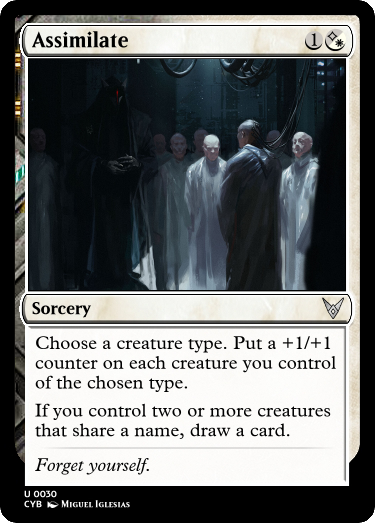 Assimilate
1
Sorcery
Choose a creature type. Put a +1/+1
counter on each creature you control
of the chosen type.
If you control two or more creatures
that share a name, draw a card.
Forget yourself.
U 0030
CYB Miguel Iglesias